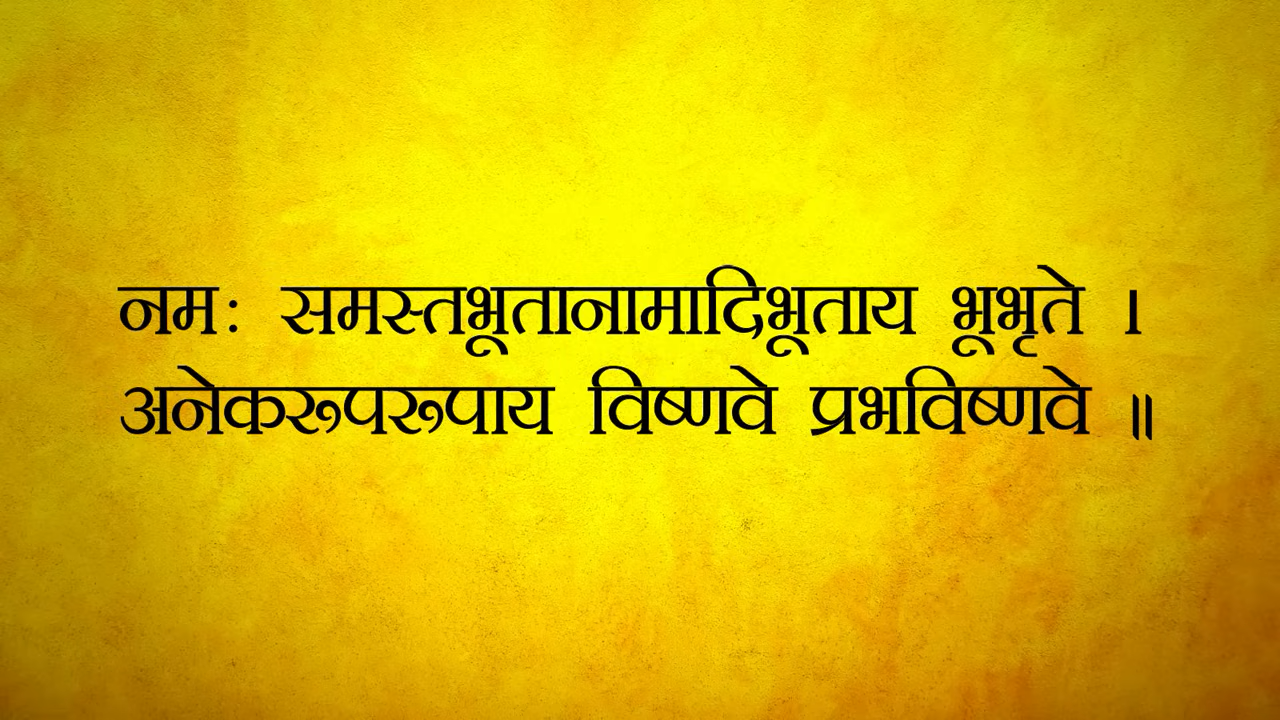 नमः समस्तभूतानामादिभूताय भूभृते ।
अनेकरूपरूपाय विष्णवे प्रभविष्णवे ॥